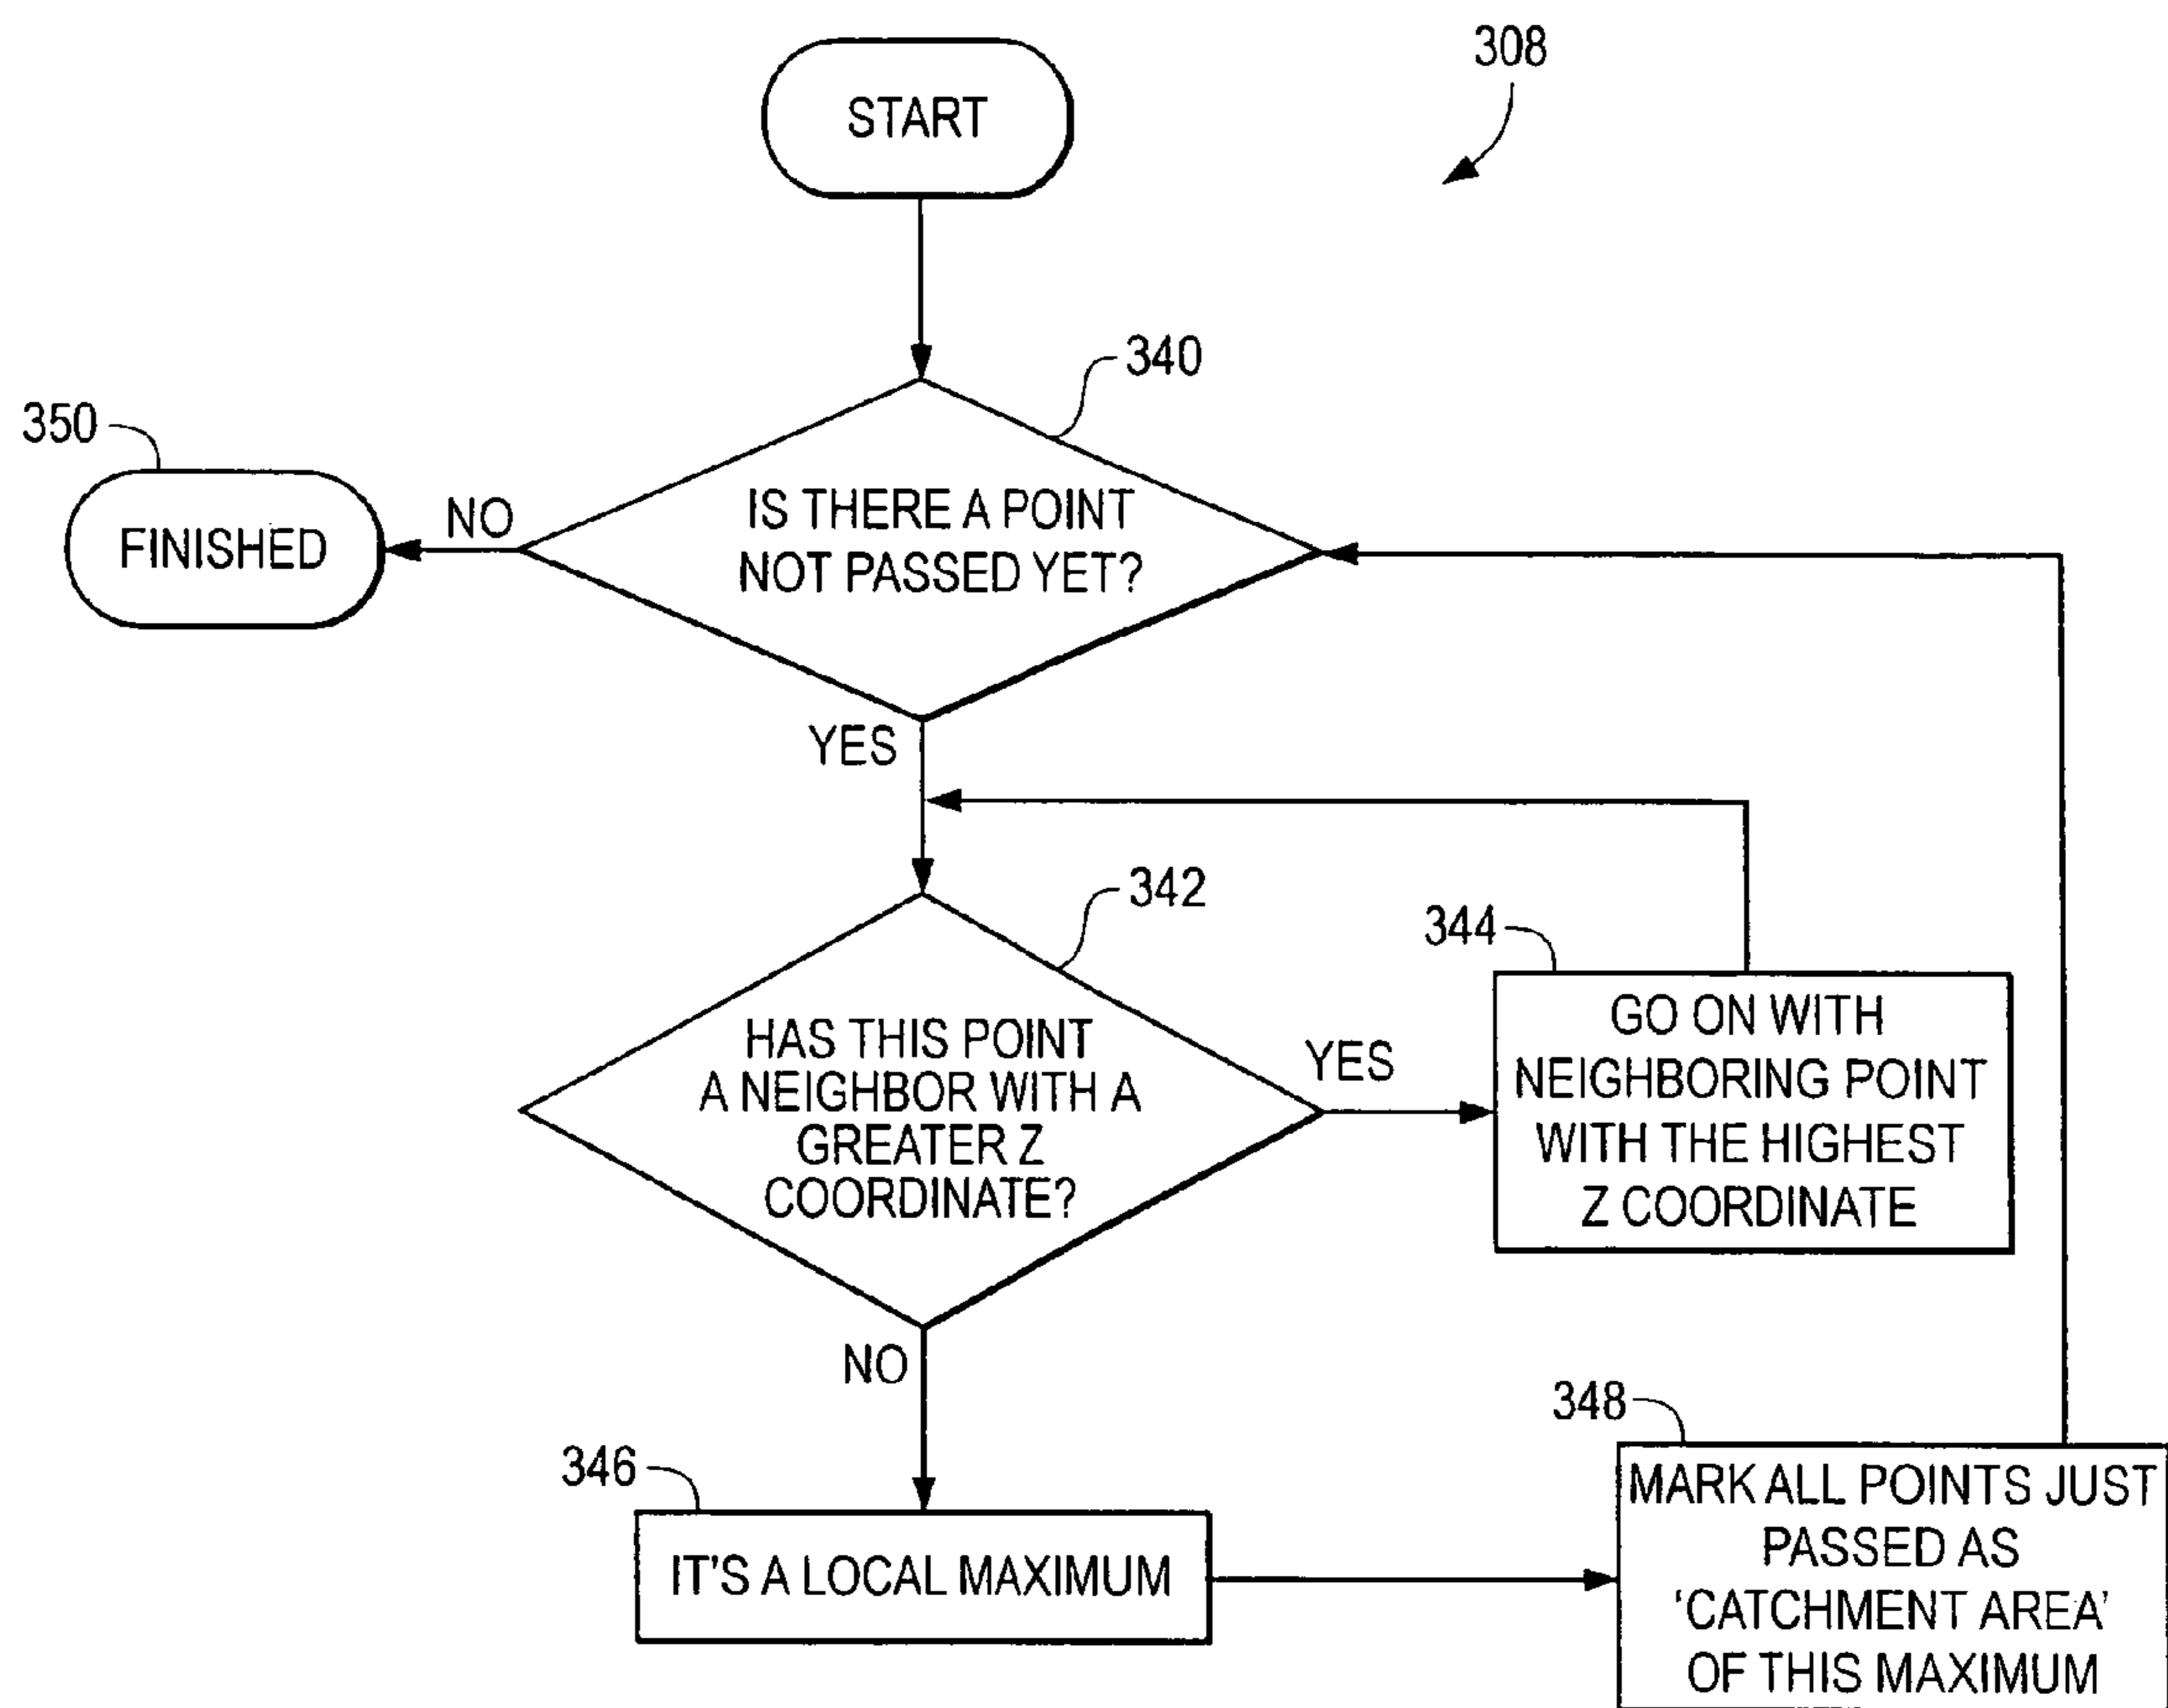 308
START
340
350
NO
FINISHED
IS THERE A POINT
NOT PASSED YET?
YES
342
344
HAS THIS POINT
A NEIGHBOR WITH A
GREATER Z
COORDINATE?
YES
GO ON WITH
NEIGHBORING POINT
WITH THE HIGHEST
Z COORDINATE
NO
346
IT'S A LOCAL MAXIMUM
348
MARK ALL POINTS JUST
PASSED AS
'CATCHMENT AREA'
OF THIS MAXIMUM